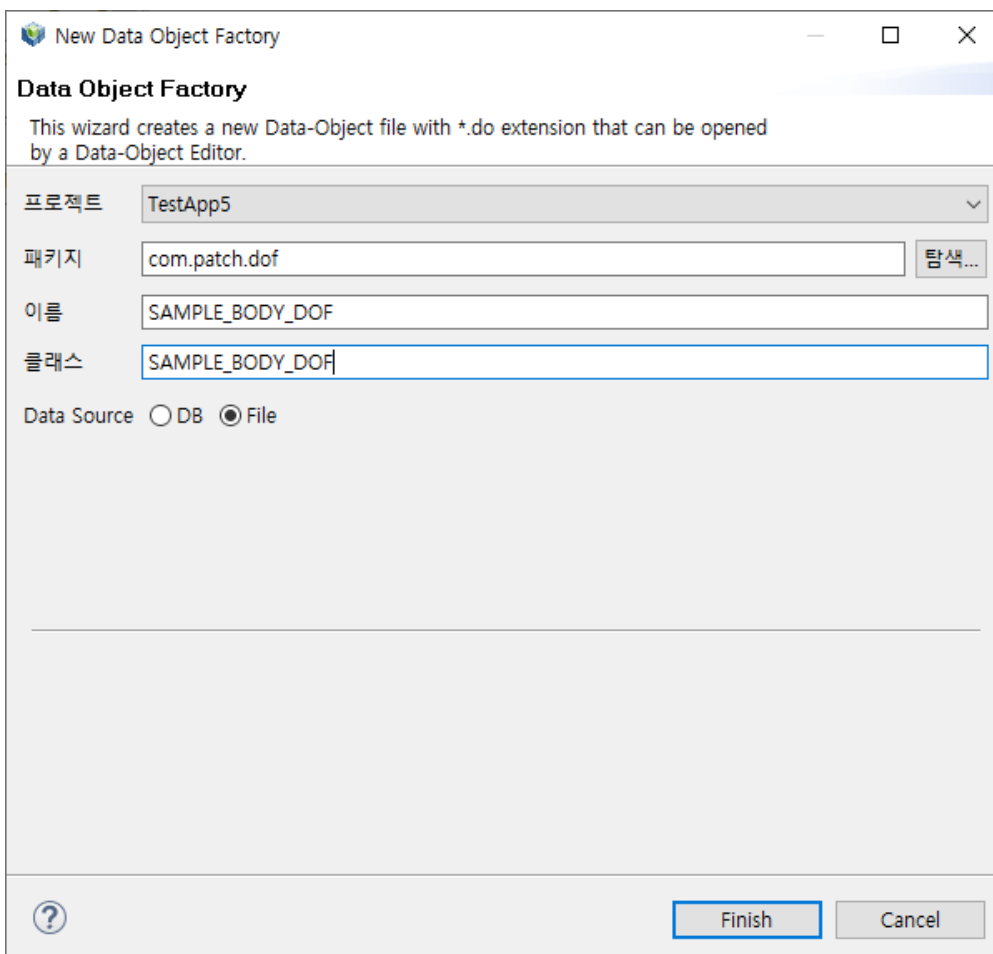 New Data Object Factory
Data Object Factory
This wizard creates a new Data-Object file with *.do extension that can be opened
by a Data-Object Editor.
프로젝트 TestApp5
패키지 com.patch.dof 탐색...
이름 SAMPLE_BODY_DOF
클래스 SAMPLE_BODY_DOF
Data Source DB File
Finish Cancel